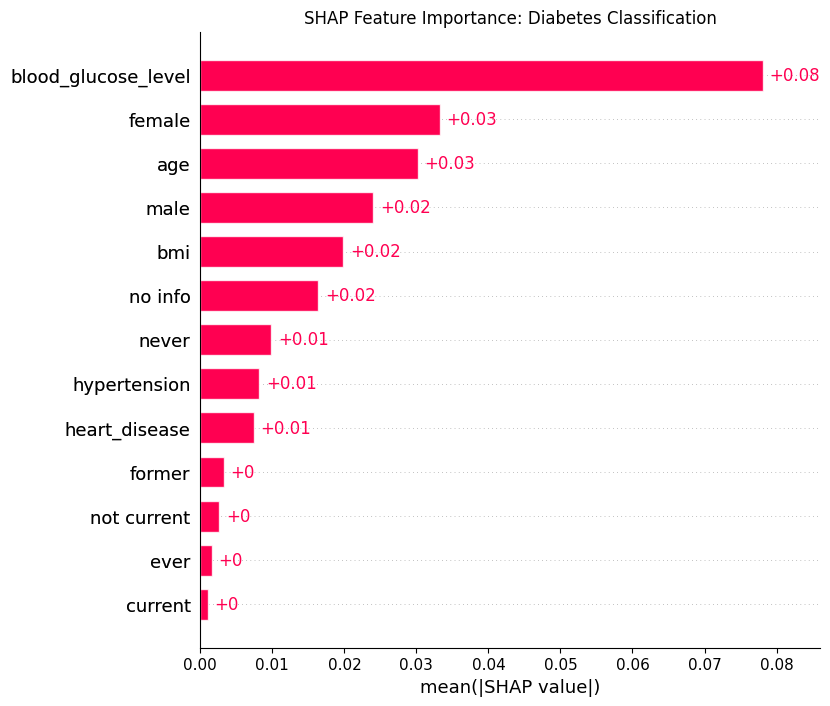 SHAP Feature Importance: Diabetes Classification
blood_glucose_level +0.08
female +0.03
age +0.03
male +0.02
bmi +0.02
no info +0.02
never +0.01
hypertension +0.01
heart_disease +0.01
former +0
not current +0
ever +0
current +0
0.00 0.01 0.02 0.03 0.04 0.05 0.06 0.07 0.08
mean(|SHAP value|)